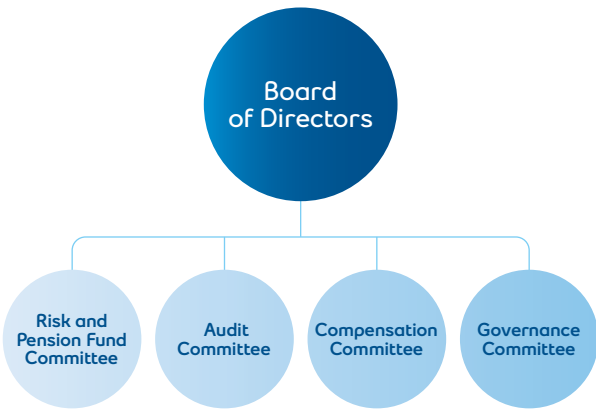 Board
of Directors
Risk and
Pension Fund
Committee
Audit
Committee
Compensation
Committee
Governance
Committee